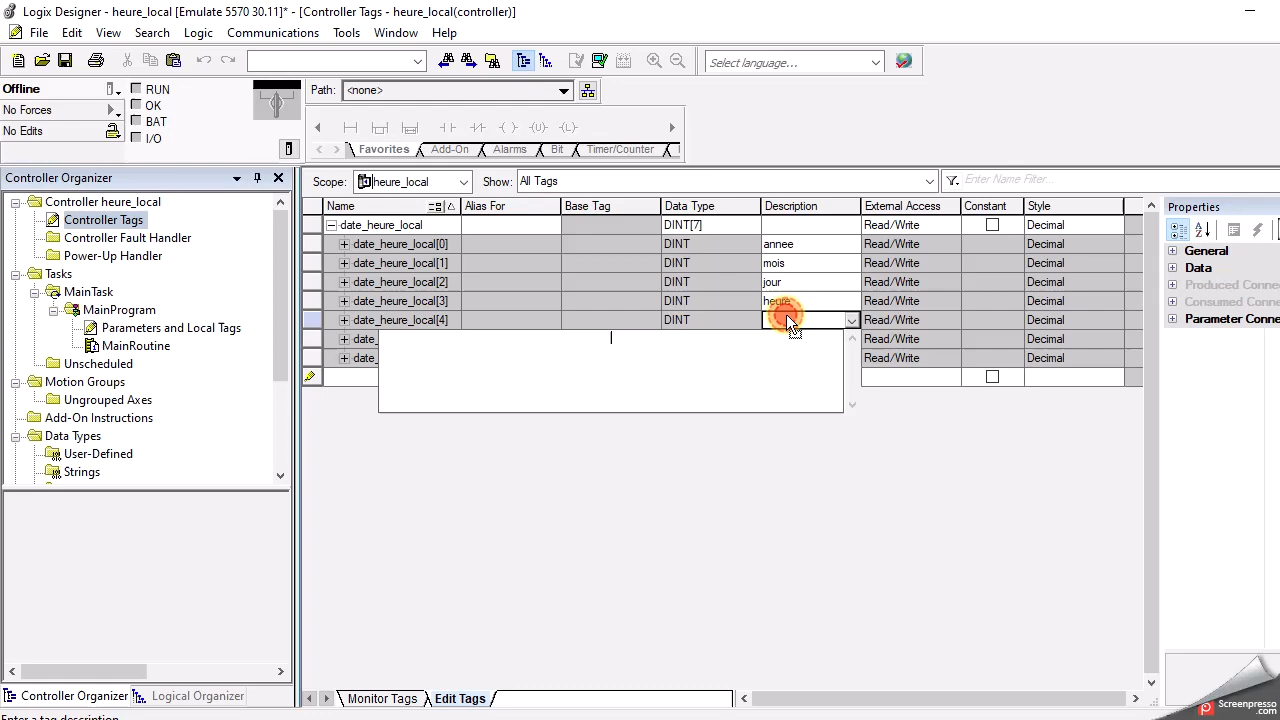 Logix Designer - heure_local [Emulate 5570 30.11]* - [Controller Tags - heure_local(controller)]
File Edit View Search Logic Communications Tools Window Help
Select language...
Offline RUN
No Forces OK
No Edits BAT
I/O
Path: <none>
Favorites Add-On Alarms Bit Timer/Counter
Controller Organizer
Controller heure_local
Controller Tags
Controller Fault Handler
Power-Up Handler
Tasks
MainTask
MainProgram
Parameters and Local Tags
MainRoutine
Unscheduled
Motion Groups
Ungrouped Axes
Add-On Instructions
Data Types
User-Defined
Strings
Controller Organizer Logical Organizer
Scope: heure_local Show: All Tags Enter Name Filter...
Name Alias For Base Tag Data Type Description External Access Constant Style
date_heure_local DINT[7] Read/Write Decimal
date_heure_local[0] DINT annee Read/Write Decimal
date_heure_local[1] DINT mois Read/Write Decimal
date_heure_local[2] DINT jour Read/Write Decimal
date_heure_local[3] DINT heure Read/Write Decimal
date_heure_local[4] DINT Read/Write Decimal
date_ Read/Write Decimal
date_ Read/Write Decimal
Monitor Tags Edit Tags
Properties
General
Data
Produced Connec
Consumed Conne
Parameter Conne
Enter a tag description
Screenpresso
.com